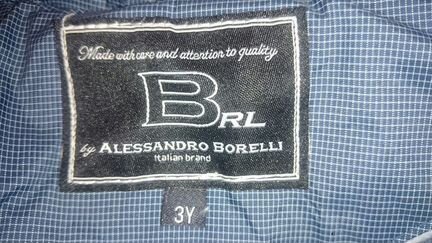 Made with care and attention to quality
BRL
by ALESSANDRO BORELLI
Italian brand
3Y